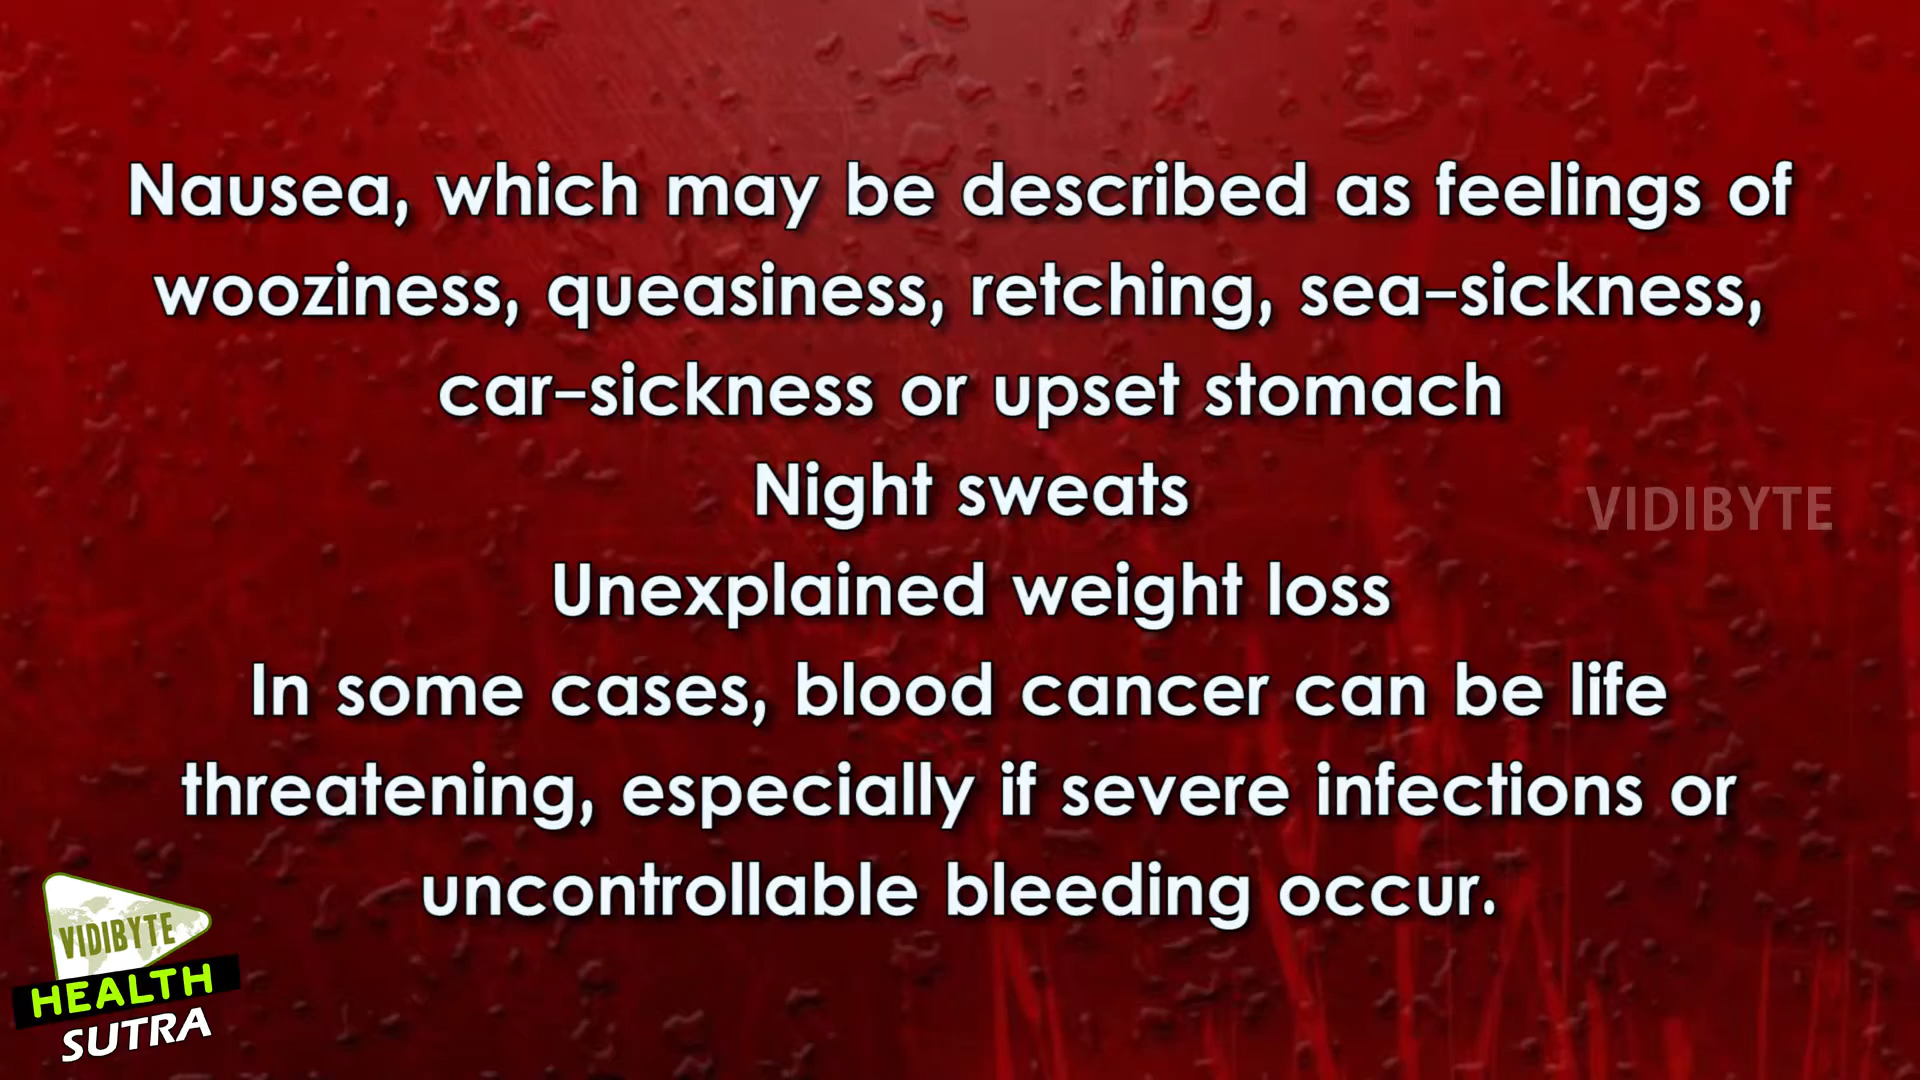 Nausea, which may be described as feelings of
wooziness, queasiness, retching, sea-sickness,
car-sickness or upset stomach
Night sweats
Unexplained weight loss
In some cases, blood cancer can be life
threatening, especially if severe infections or
uncontrollable bleeding occur.
VIDIBYTE
VIDIBYTE
HEALTH
SUTRA